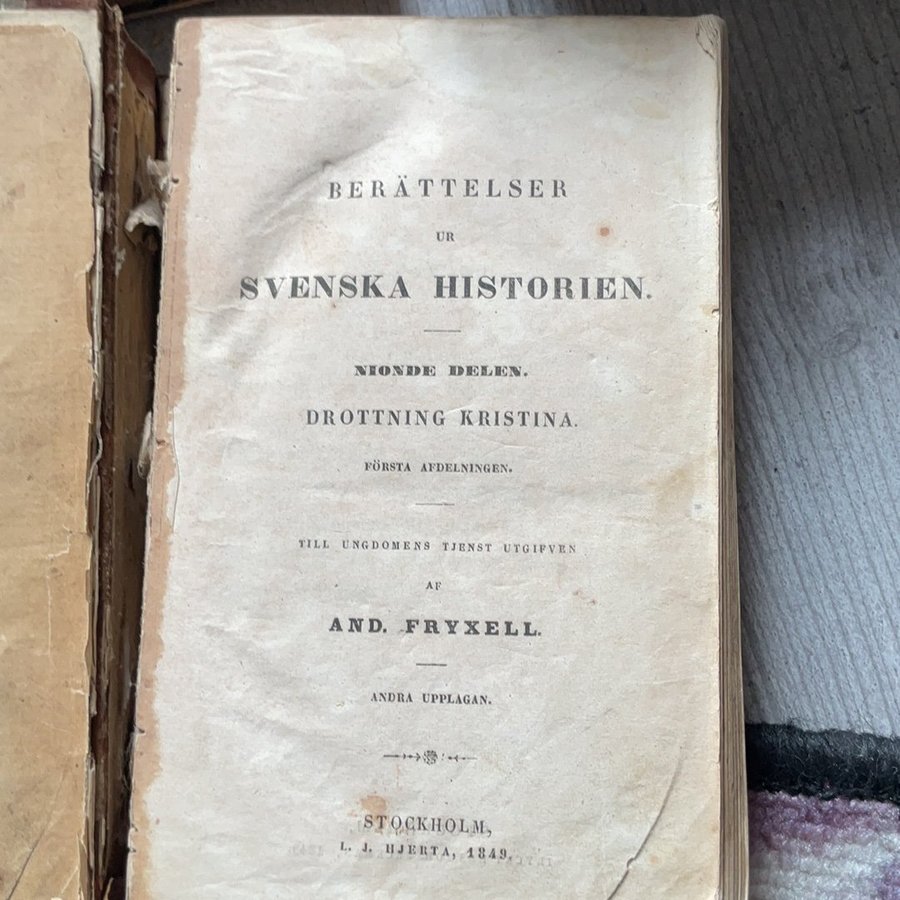 BERÄTTELSER
UR
SVENSKA HISTORIEN.
NIONDE DELEN.
DROTTNING KRISTINA.
FÖRSTA AFDELNINGEN.
TILL UNGDOMENS TJENST UTGIFVEN
AF
AND. FRYXELL.
ANDRA UPPLAGAN.
STOCKHOLM,
L. J. HJERTA, 1849.